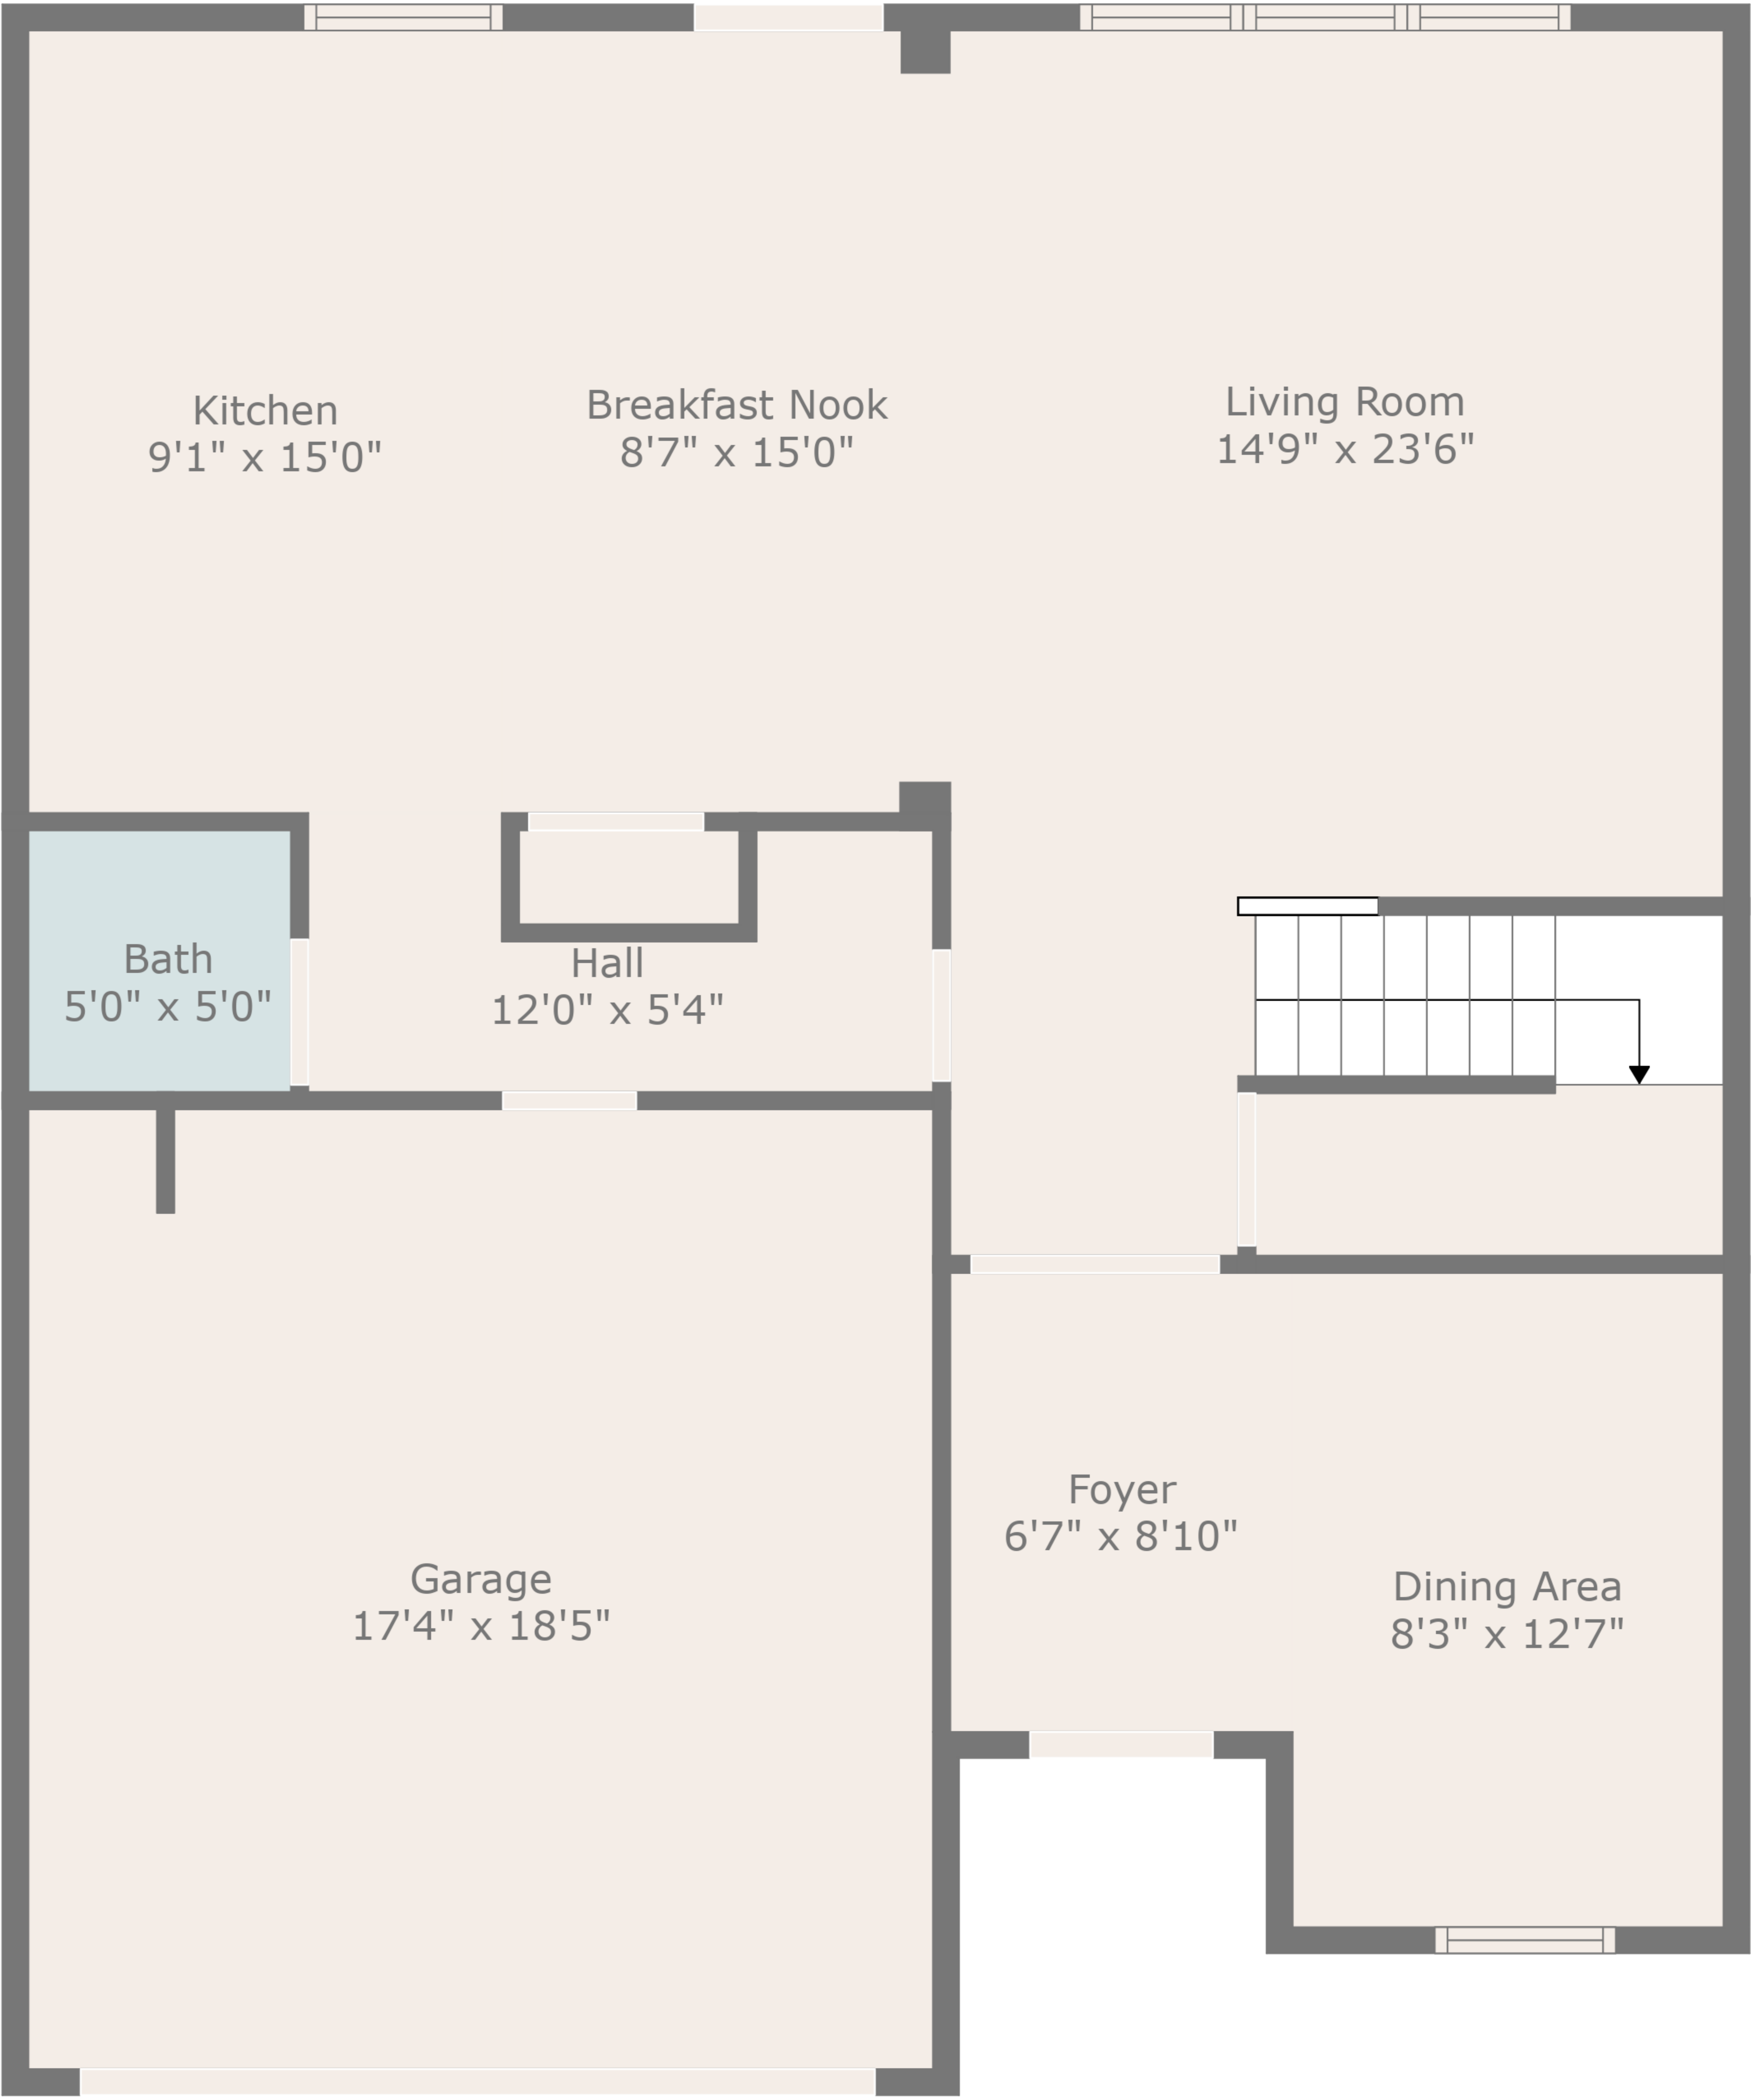 Kitchen
9'1" x 15'0"
Breakfast Nook
8'7" x 15'0"
Living Room
14'9" x 23'6"
Bath
5'0" x 5'0"
Hall
12'0" x 5'4"
Foyer
6'7" x 8'10"
Garage
17'4" x 18'5"
Dining Area
8'3" x 12'7"